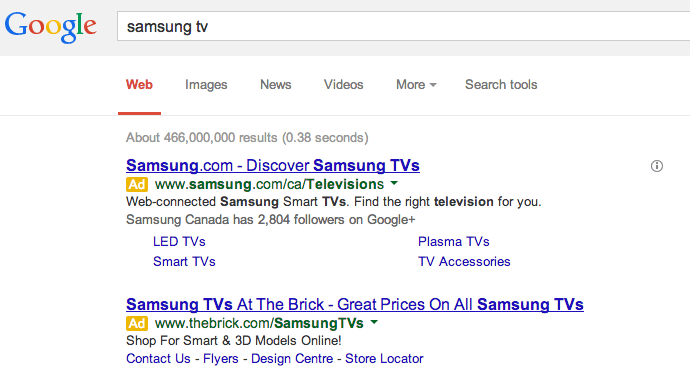 Google samsung tv
Web Images News Videos More Search tools
About 466,000,000 results (0.38 seconds)
Samsung.com - Discover Samsung TVs
Ad www.samsung.com/ca/Televisions
Web-connected Samsung Smart TVs. Find the right television for you.
Samsung Canada has 2,804 followers on Google+
LED TVs Plasma TVs
Smart TVs TV Accessories
Samsung TVs At The Brick - Great Prices On All Samsung TVs
Ad www.thebrick.com/SamsungTVs
Shop For Smart & 3D Models Online!
Contact Us - Flyers - Design Centre - Store Locator